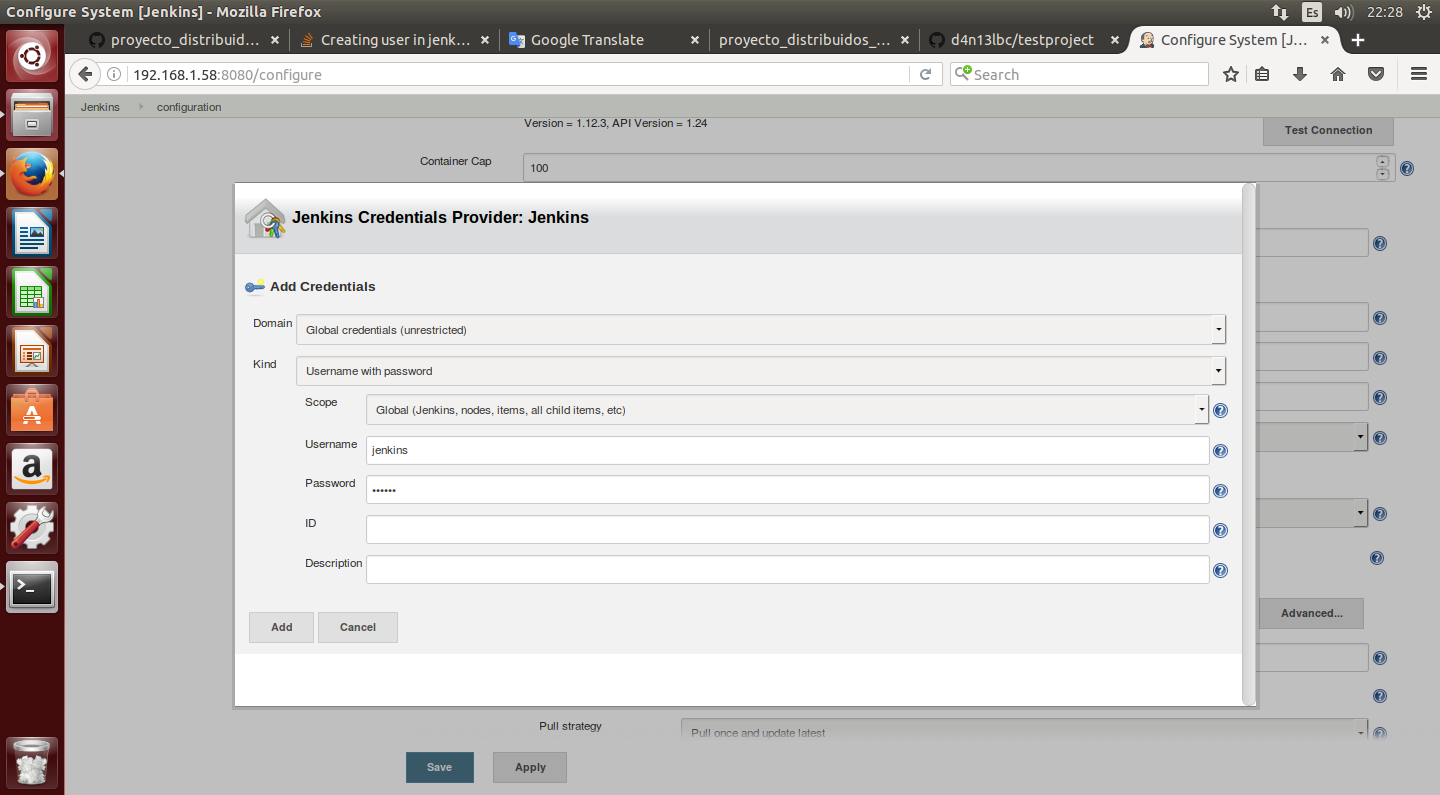 Configure System [Jenkins] - Mozilla Firefox
Es
22:28
proyecto_distribuid... ×
Creating user in jenk... ×
Google Translate ×
proyecto_distribuidos_... ×
d4n13lbc/testproject ×
Configure System [J... ×
192.168.1.58:8080/configure
Search
Jenkins
configuration
Version = 1.12.3, API Version = 1.24
Test Connection
Container Cap
100
Jenkins Credentials Provider: Jenkins
Add Credentials
Domain
Global credentials (unrestricted)
Kind
Username with password
Scope
Global (Jenkins, nodes, items, all child items, etc)
Username
jenkins
Password
••••••
ID
Description
Add
Cancel
Advanced...
Pull strategy
Pull once and update latest
Save
Apply